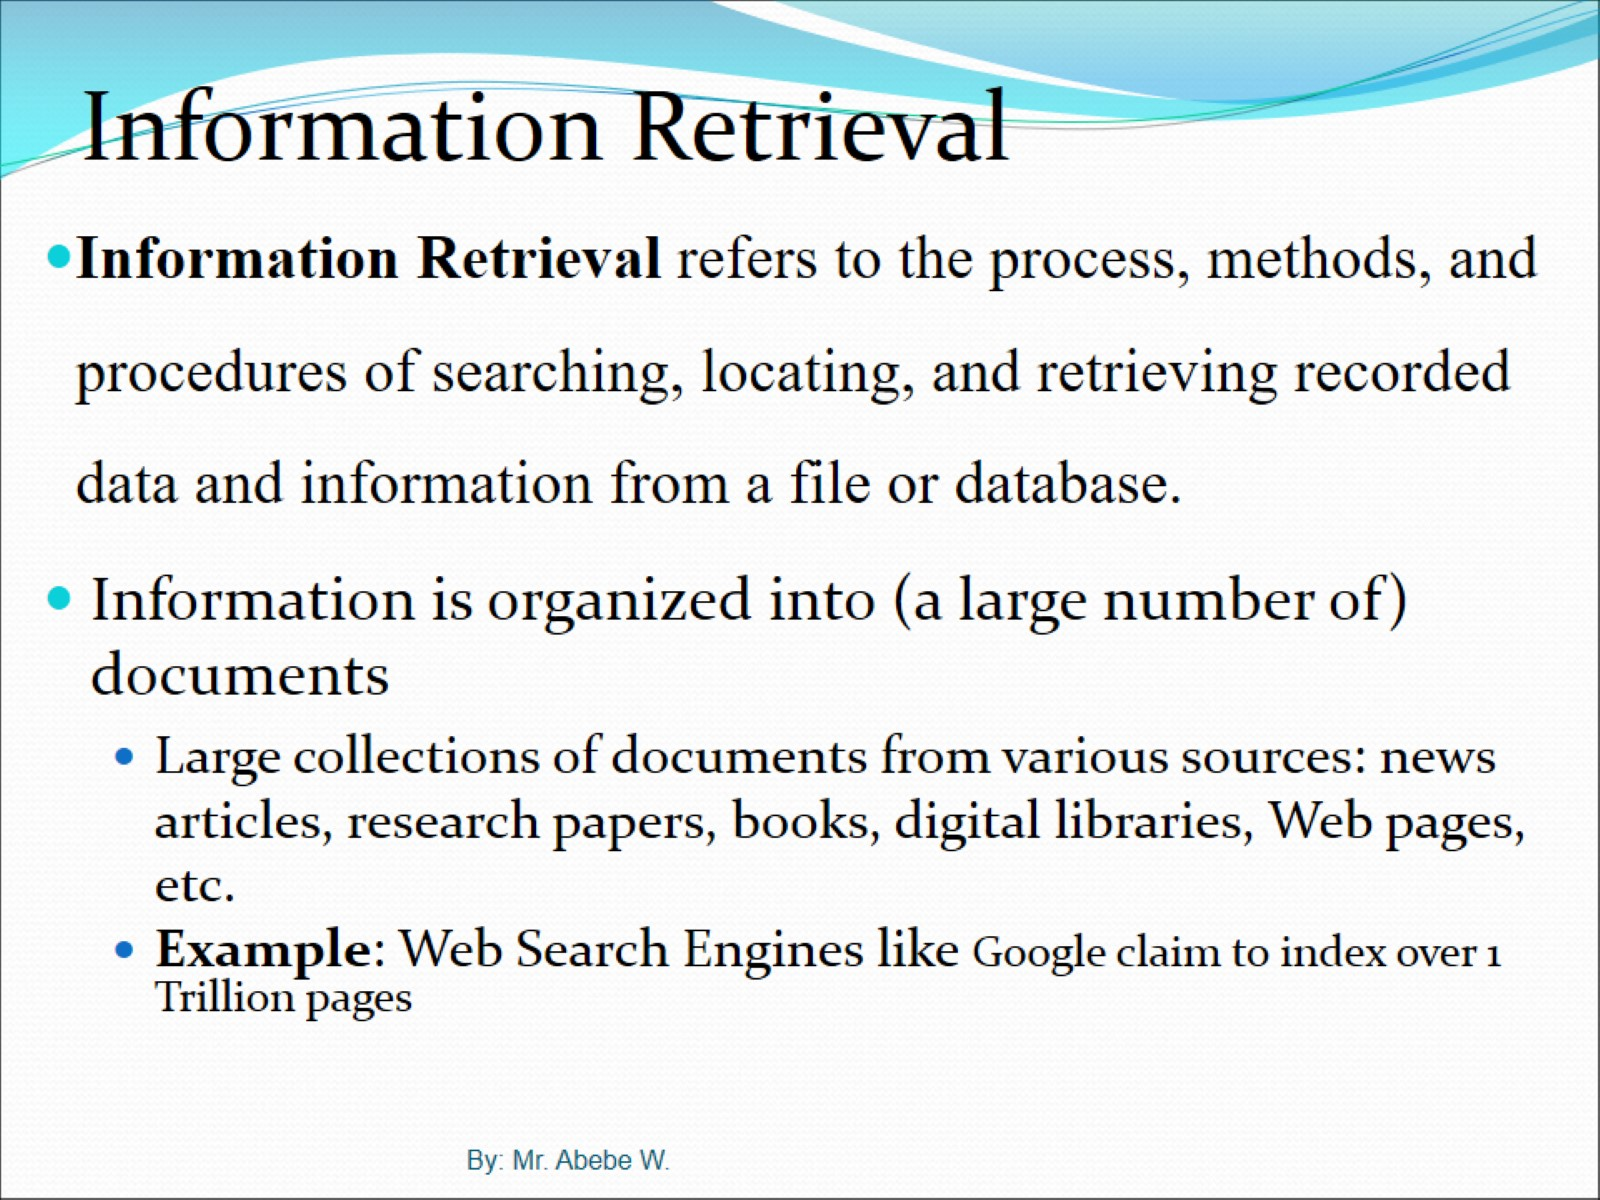 Information Retrieval
•Information Retrieval refers to the process, methods, and
procedures of searching, locating, and retrieving recorded
data and information from a file or database.
• Information is organized into (a large number of)
documents
• Large collections of documents from various sources: news
articles, research papers, books, digital libraries, Web pages,
etc.
• Example: Web Search Engines like Google claim to index over 1
Trillion pages
By: Mr. Abebe W.